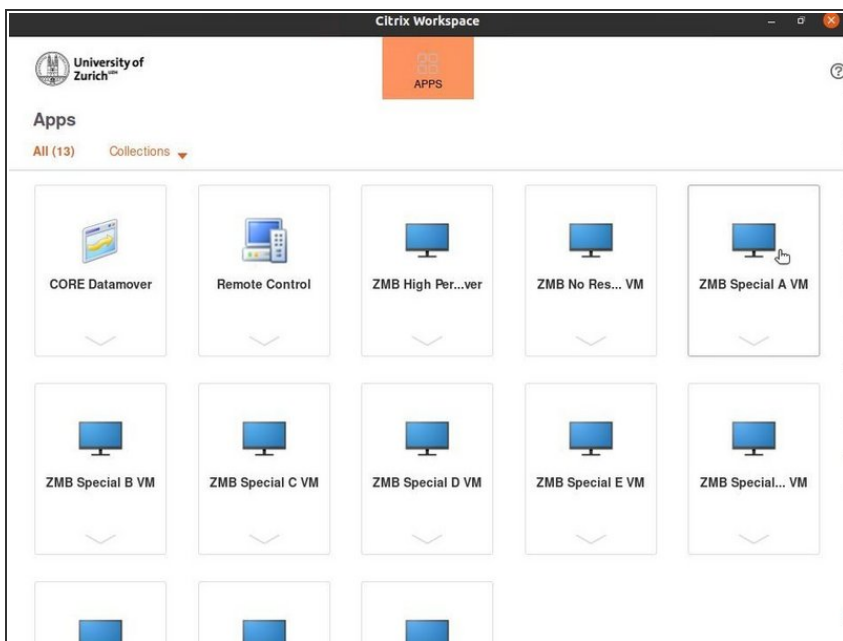 Citrix Workspace
University of
Zurich
APPS
Apps
All (13) Collections
CORE Datamover Remote Control ZMB High Per...ver ZMB No Res... VM ZMB Special A VM
ZMB Special B VM ZMB Special C VM ZMB Special D VM ZMB Special E VM ZMB Special... VM